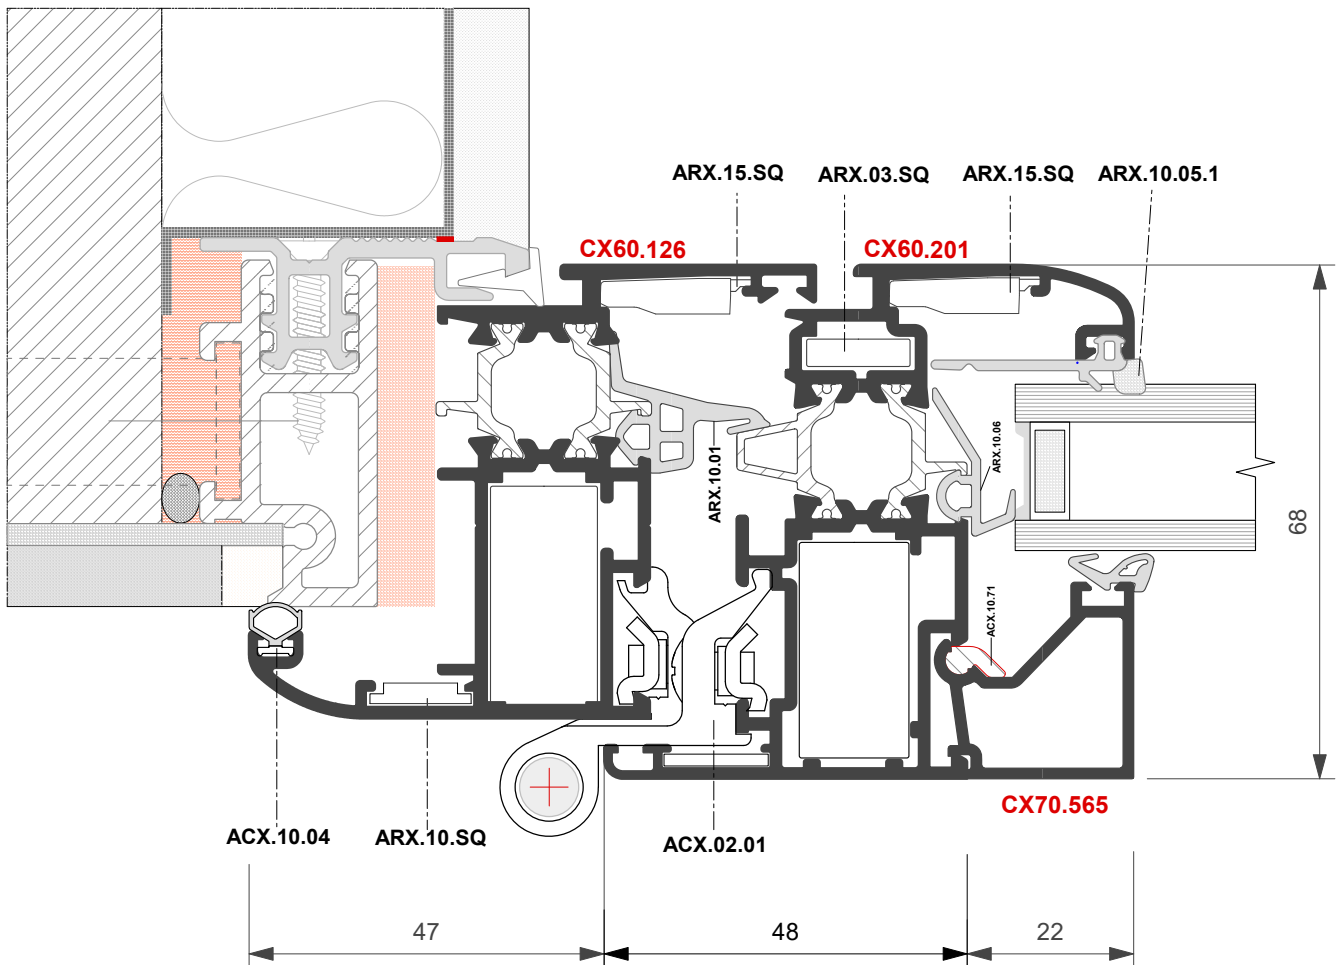 ARX.15.SQ
ARX.03.SQ
ARX.15.SQ
ARX.10.05.1
CX60.126
CX60.201
ARX.10.01
ARX.10.06
68
ACX.10.71
CX70.565
ACX.10.04
ARX.10.SQ
ACX.02.01
47
48
22